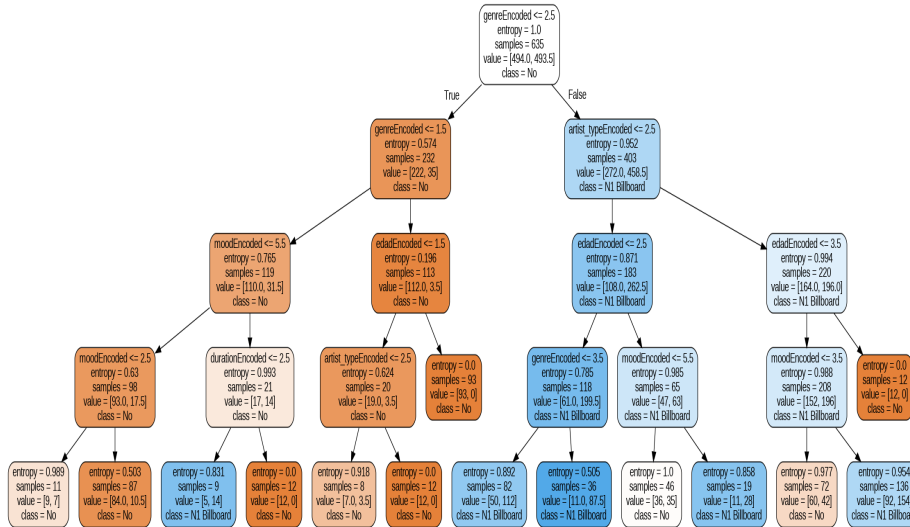 genreEncoded <= 2.5
entropy = 1.0
samples = 635
value = [494.0, 493.5]
class = No
True
False
genreEncoded <= 1.5
entropy = 0.574
samples = 232
value = [222, 35]
class = No
artist_typeEncoded <= 2.5
entropy = 0.952
samples = 403
value = [272.0, 458.5]
class = N1 Billboard
moodEncoded <= 5.5
entropy = 0.765
samples = 119
value = [110.0, 31.5]
class = No
edadEncoded <= 1.5
entropy = 0.196
samples = 113
value = [112.0, 3.5]
class = No
edadEncoded <= 2.5
entropy = 0.871
samples = 183
value = [108.0, 262.5]
class = N1 Billboard
edadEncoded <= 3.5
entropy = 0.994
samples = 220
value = [164.0, 196.0]
class = N1 Billboard
moodEncoded <= 2.5
entropy = 0.63
samples = 98
value = [93.0, 17.5]
class = No
durationEncoded <= 2.5
entropy = 0.993
samples = 21
value = [17, 14]
class = No
artist_typeEncoded <= 2.5
entropy = 0.624
samples = 20
value = [19.0, 3.5]
class = No
entropy = 0.0
samples = 93
value = [93, 0]
class = No
genreEncoded <= 3.5
entropy = 0.785
samples = 118
value = [61.0, 199.5]
class = N1 Billboard
moodEncoded <= 5.5
entropy = 0.985
samples = 65
value = [47, 63]
class = N1 Billboard
moodEncoded <= 3.5
entropy = 0.988
samples = 208
value = [152, 196]
class = N1 Billboard
entropy = 0.0
samples = 12
value = [12, 0]
class = No
entropy = 0.989
samples = 11
value = [9, 7]
class = No
entropy = 0.503
samples = 87
value = [84.0, 10.5]
class = No
entropy = 0.831
samples = 9
value = [5, 14]
class = N1 Billboard
entropy = 0.0
samples = 12
value = [12, 0]
class = No
entropy = 0.918
samples = 8
value = [7.0, 3.5]
class = No
entropy = 0.0
samples = 12
value = [12, 0]
class = No
entropy = 0.892
samples = 82
value = [50, 112]
class = N1 Billboard
entropy = 0.505
samples = 36
value = [11.0, 87.5]
class = N1 Billboard
entropy = 1.0
samples = 46
value = [36, 35]
class = No
entropy = 0.858
samples = 19
value = [11, 28]
class = N1 Billboard
entropy = 0.977
samples = 72
value = [60, 42]
class = No
entropy = 0.954
samples = 136
value = [92, 154
class = N1 Billboard